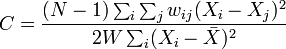 C = \frac{(N-1)\sum_i \sum_j w_{ij}(X_i - X_j)^2}{2W \sum_i (X_i - \bar{X})^2}